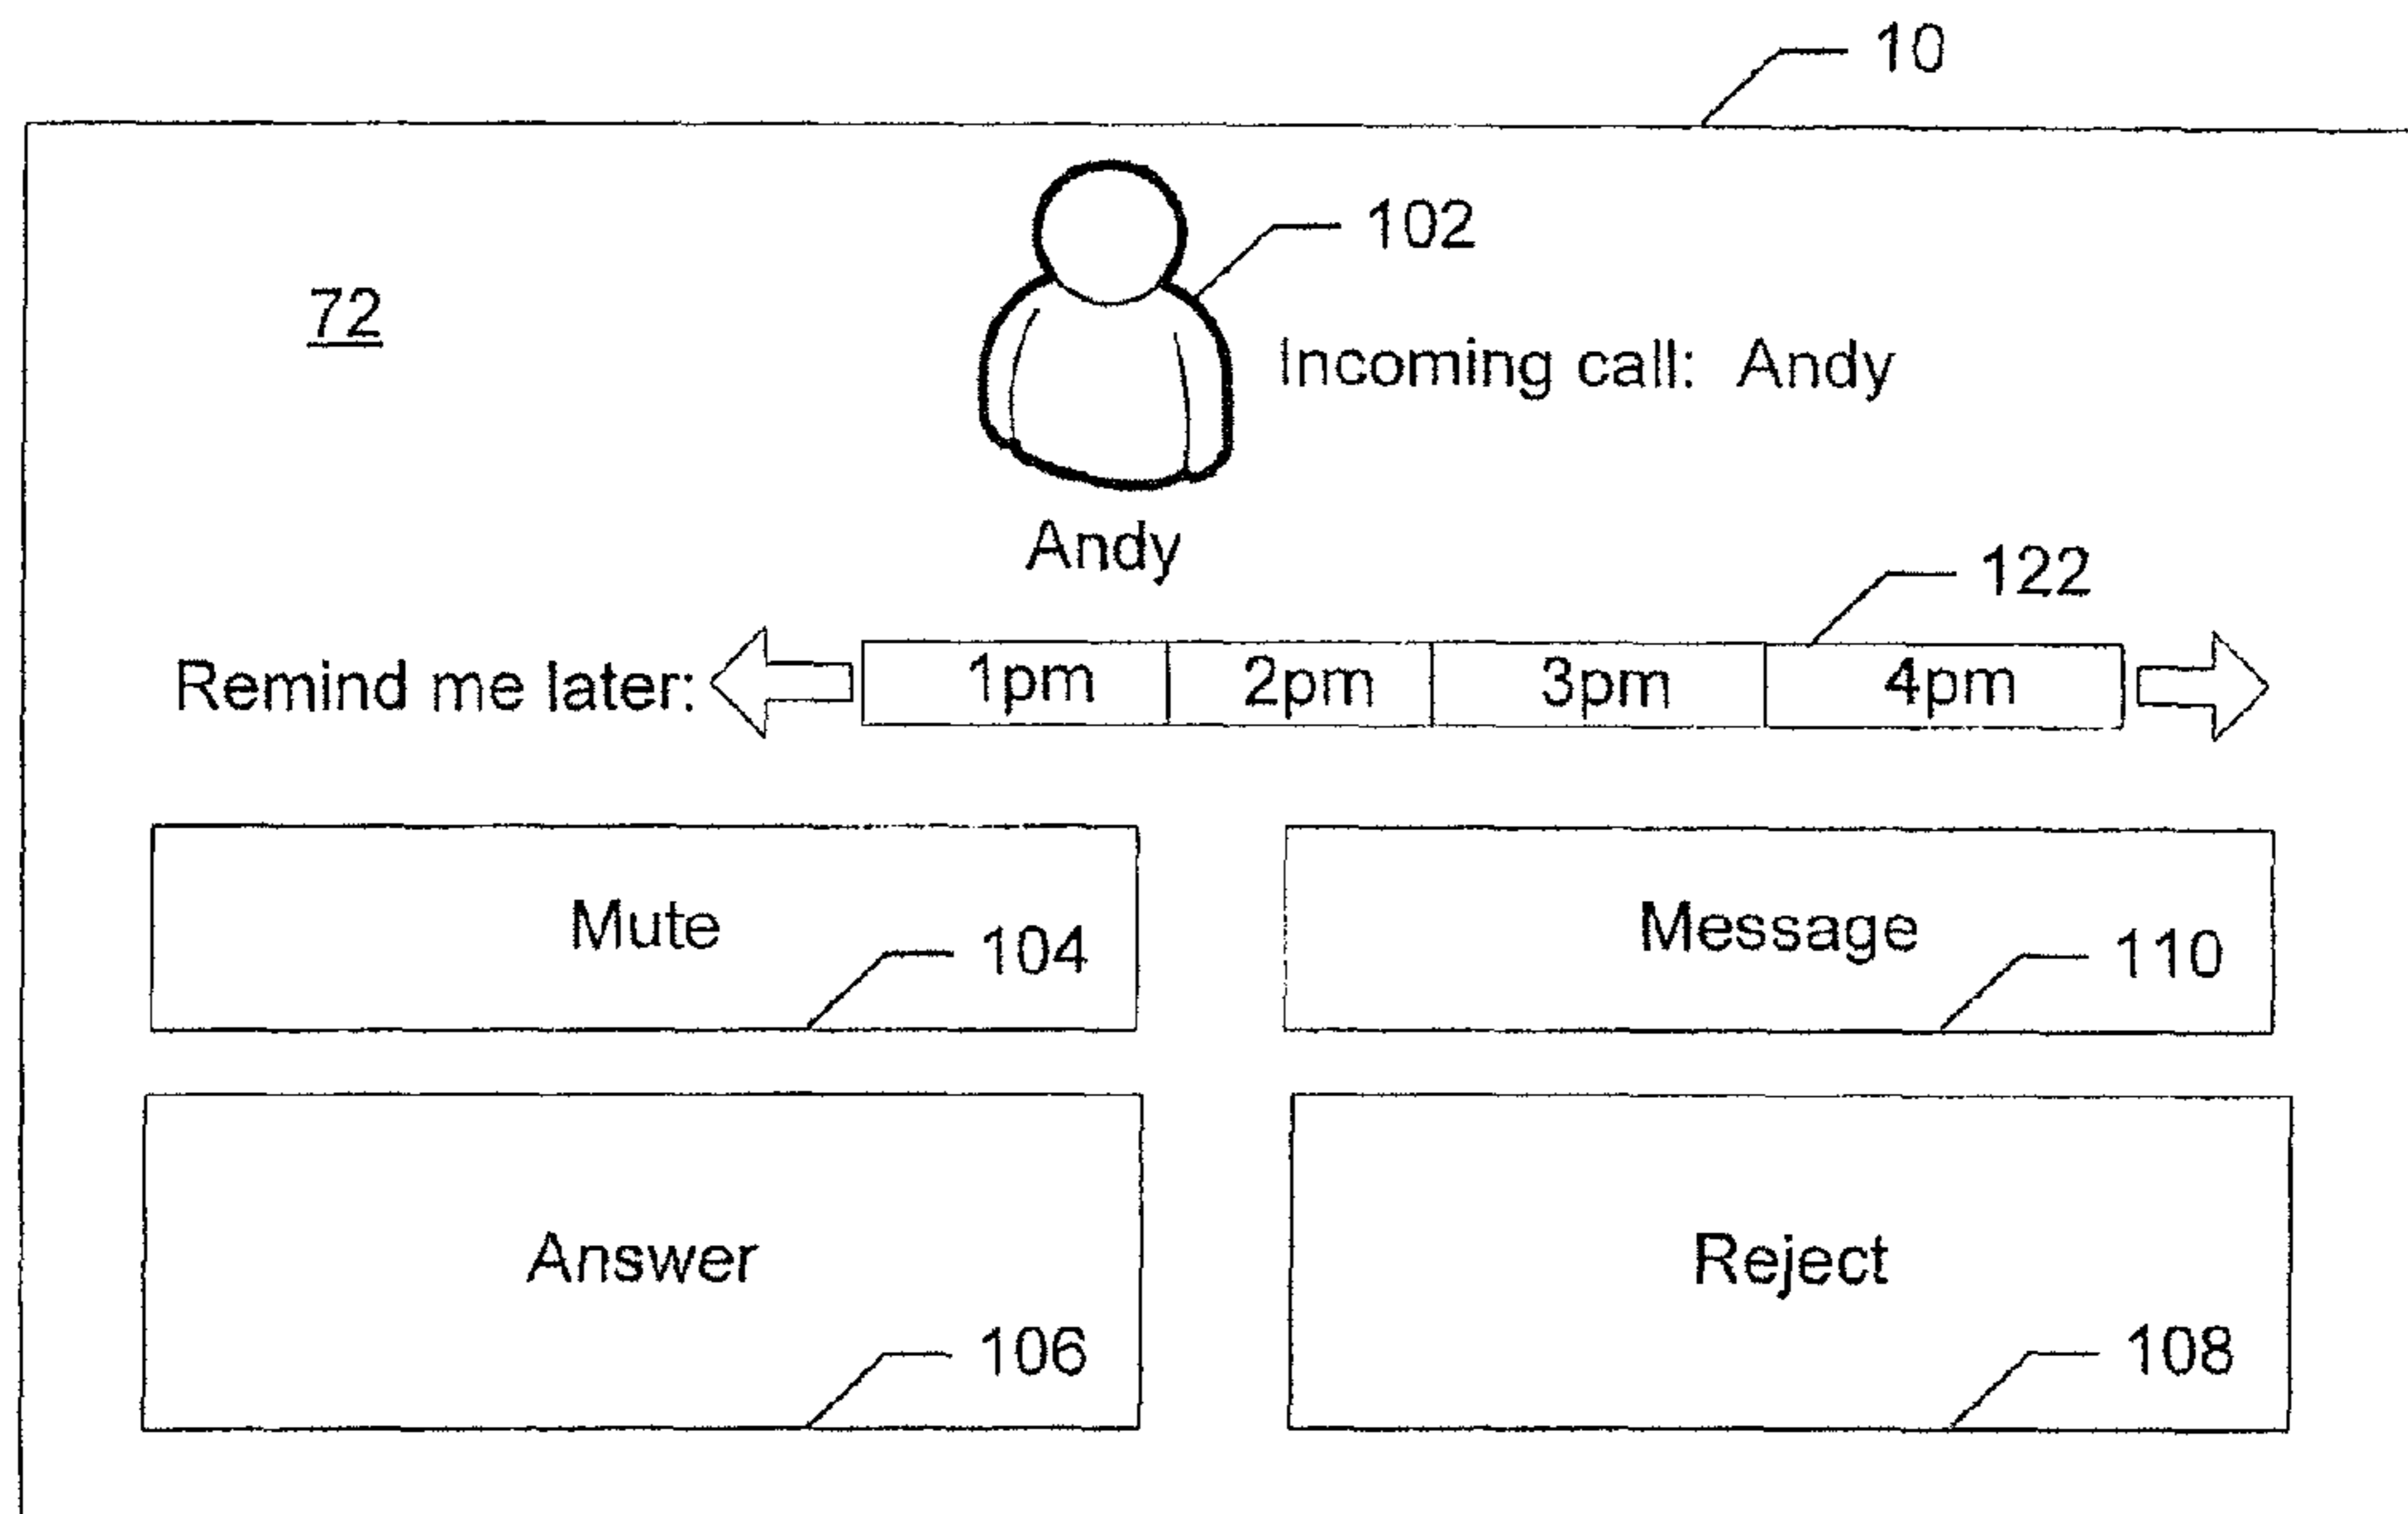 10
102
72
Incoming call: Andy
Andy
122
Remind me later: 1pm 2pm 3pm 4pm
Mute
104
Message
110
Answer
106
Reject
108